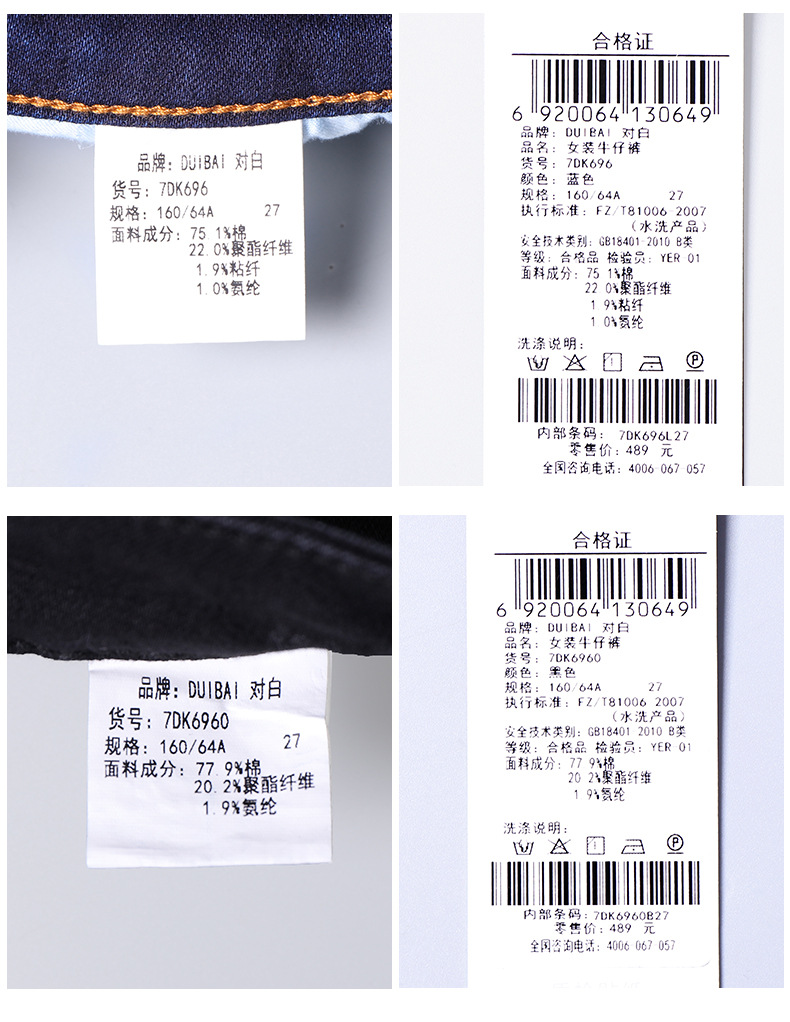 品牌: DUIBAI 对白
货号: 7DK696
规格: 160/64A 27
面料成分: 75 1%棉
22.0%聚酯纤维
1.9%粘纤
1.0%氨纶
合格证
6 920064 130649
品牌: DUIBAI 对白
品名: 女装牛仔裤
货号: 7DK696
颜色: 蓝色
规格: 160/64A 27
执行标准: FZ/T81006 2007
(水洗产品)
安全技术类别: GB18401-2010 B类
等级: 合格品 检验员: YER 01
面料成分: 75 1%棉
22 0%聚酯纤维
1 9%粘纤
1 0%氨纶
洗涤说明:
P
内部条码: 7DK696L27
零售价: 489 元
全国咨询电话: 4006 067 057
品牌: DUIBAI 对白
货号: 7DK6960
规格: 160/64A 27
面料成分: 77.9%棉
20.2%聚酯纤维
1.9%氨纶
合格证
6 920064 130649
品牌: DUIBAI 对白
品名: 女装牛仔裤
货号: 7DK6960
颜色: 黑色
规格: 160/64A 27
执行标准: FZ/T81006 2007
(水洗产品)
安全技术类别: GB18401-2010 B类
等级: 合格品 检验员: YER-01
面料成分: 77 9%棉
20 2%聚酯纤维
1 9%氨纶
洗涤说明:
P
内部条码: 7DK6960B27
零售价: 489 元
全国咨询电话: 4006 067 057